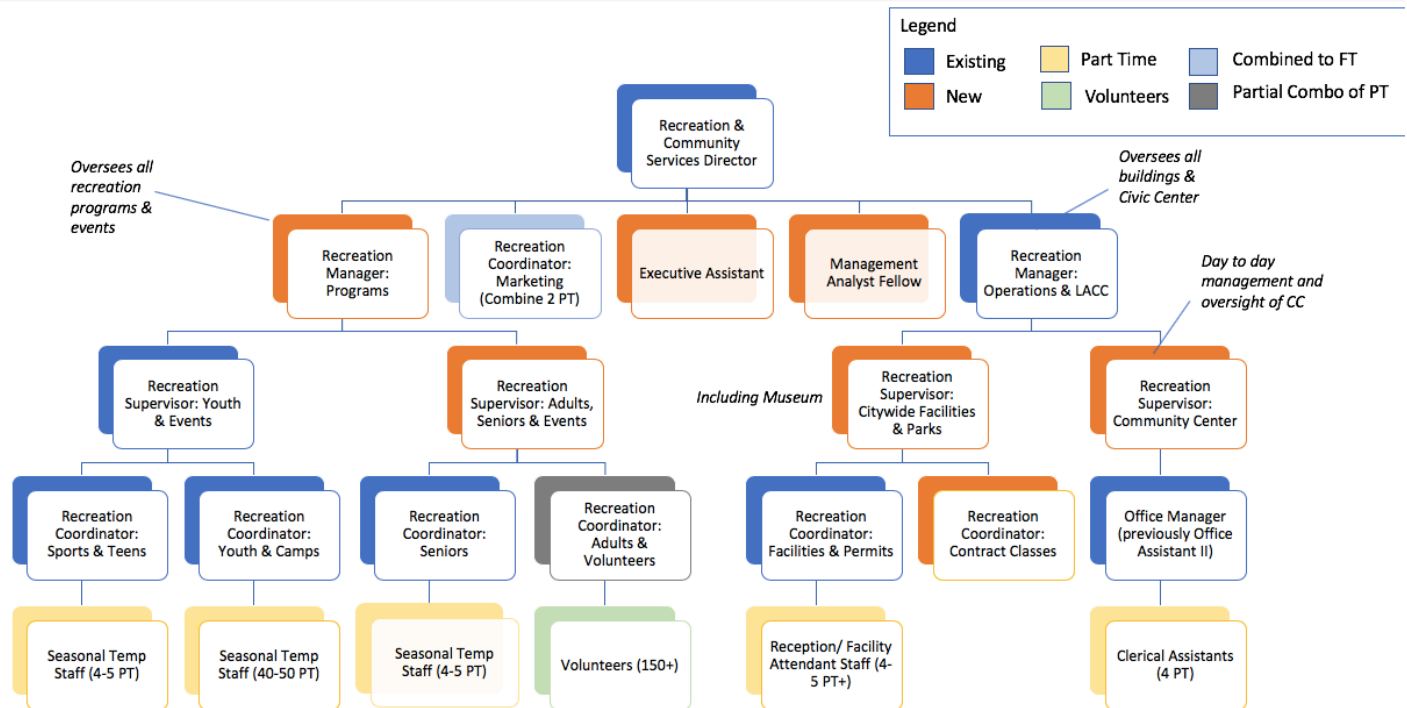 Legend
Existing
Part Time
Combined to FT
New
Volunteers
Partial Combo of PT
Recreation &
Community
Services Director
Oversees all
recreation
programs &
events
Oversees all
buildings &
Civic Center
Recreation
Manager:
Programs
Recreation
Coordinator:
Marketing
(Combine 2 PT)
Executive Assistant
Management
Analyst Fellow
Recreation
Manager:
Operations & LACC
Day to day
management and
oversight of CC
Recreation
Supervisor: Youth
& Events
Recreation
Supervisor: Adults,
Seniors & Events
Including Museum
Recreation
Supervisor:
Citywide Facilities
& Parks
Recreation
Supervisor:
Community Center
Recreation
Coordinator:
Sports & Teens
Recreation
Coordinator:
Youth & Camps
Recreation
Coordinator:
Seniors
Recreation
Coordinator:
Adults &
Volunteers
Recreation
Coordinator:
Facilities & Permits
Recreation
Coordinator:
Contract Classes
Office Manager
(previously Office
Assistant II)
Seasonal Temp
Staff (4-5 PT)
Seasonal Temp
Staff (40-50 PT)
Seasonal Temp
Staff (4-5 PT)
Volunteers (150+)
Reception/ Facility
Attendant Staff (4-
5 PT+)
Clerical Assistants
(4 PT)